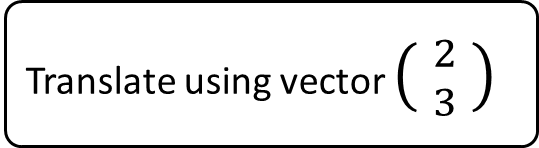 Translate using vector (2
3)